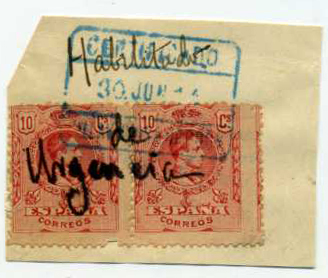 Habilitado
30 JUN
de
Urgencia
10 Cs 10 Cs
ESPAÑA ESPAÑA
CORREOS CORREOS